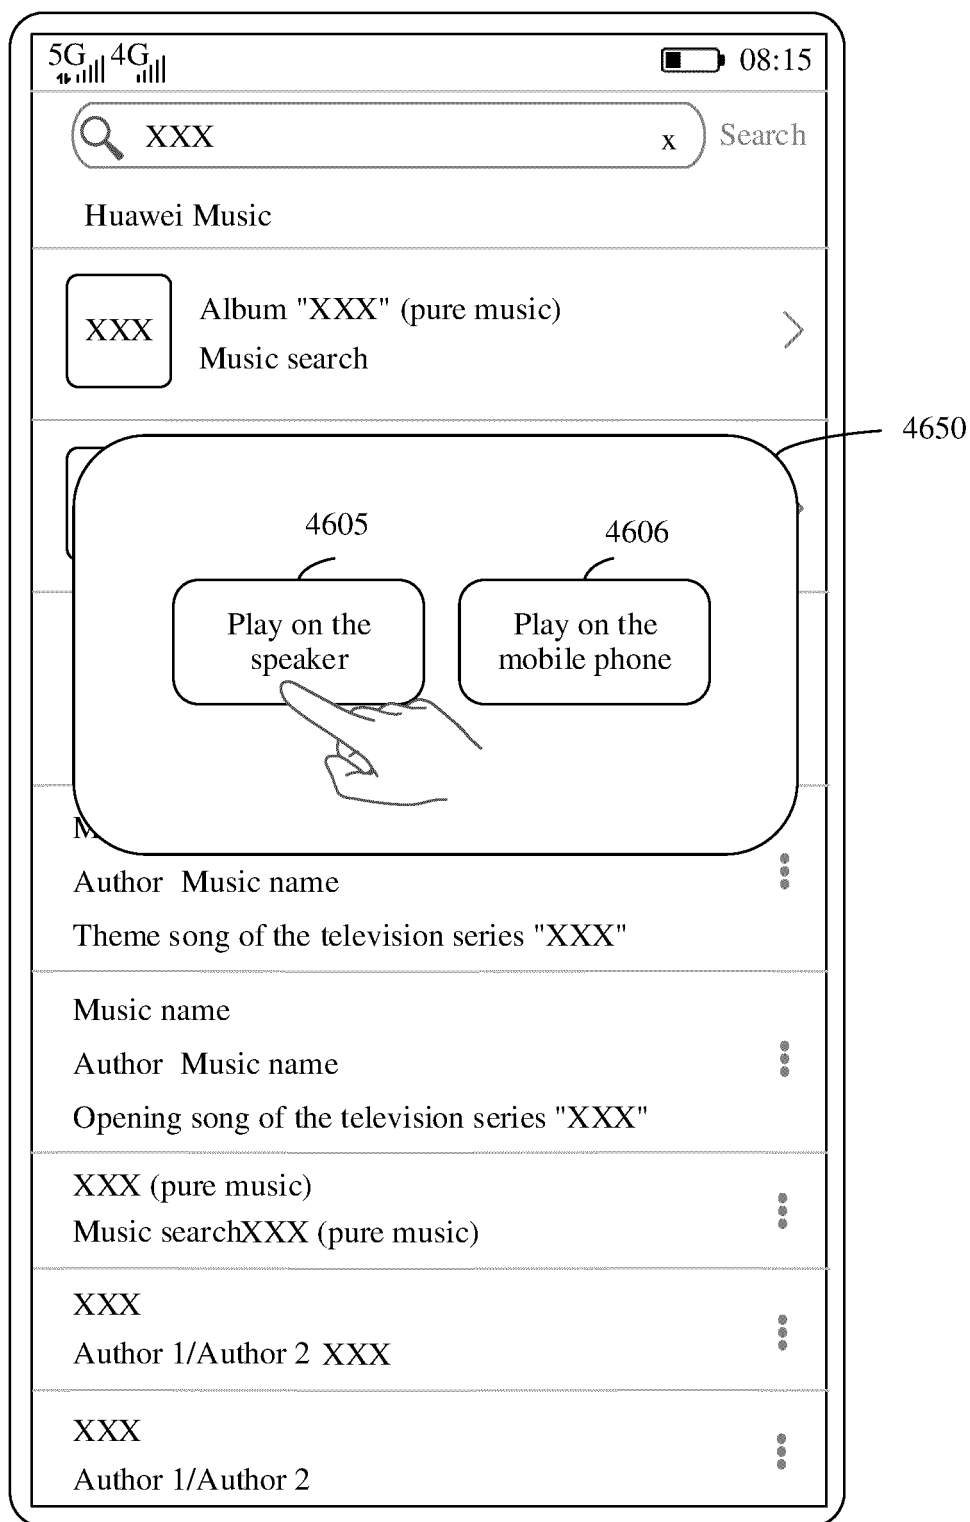 5G 4G 08:15
XXX x Search
Huawei Music
XXX
Album "XXX" (pure music)
Music search
4650
4605
4606
Play on the
speaker
Play on the
mobile phone
Author Music name
Theme song of the television series "XXX"
Music name
Author Music name
Opening song of the television series "XXX"
XXX (pure music)
Music searchXXX (pure music)
XXX
Author 1/Author 2 XXX
XXX
Author 1/Author 2